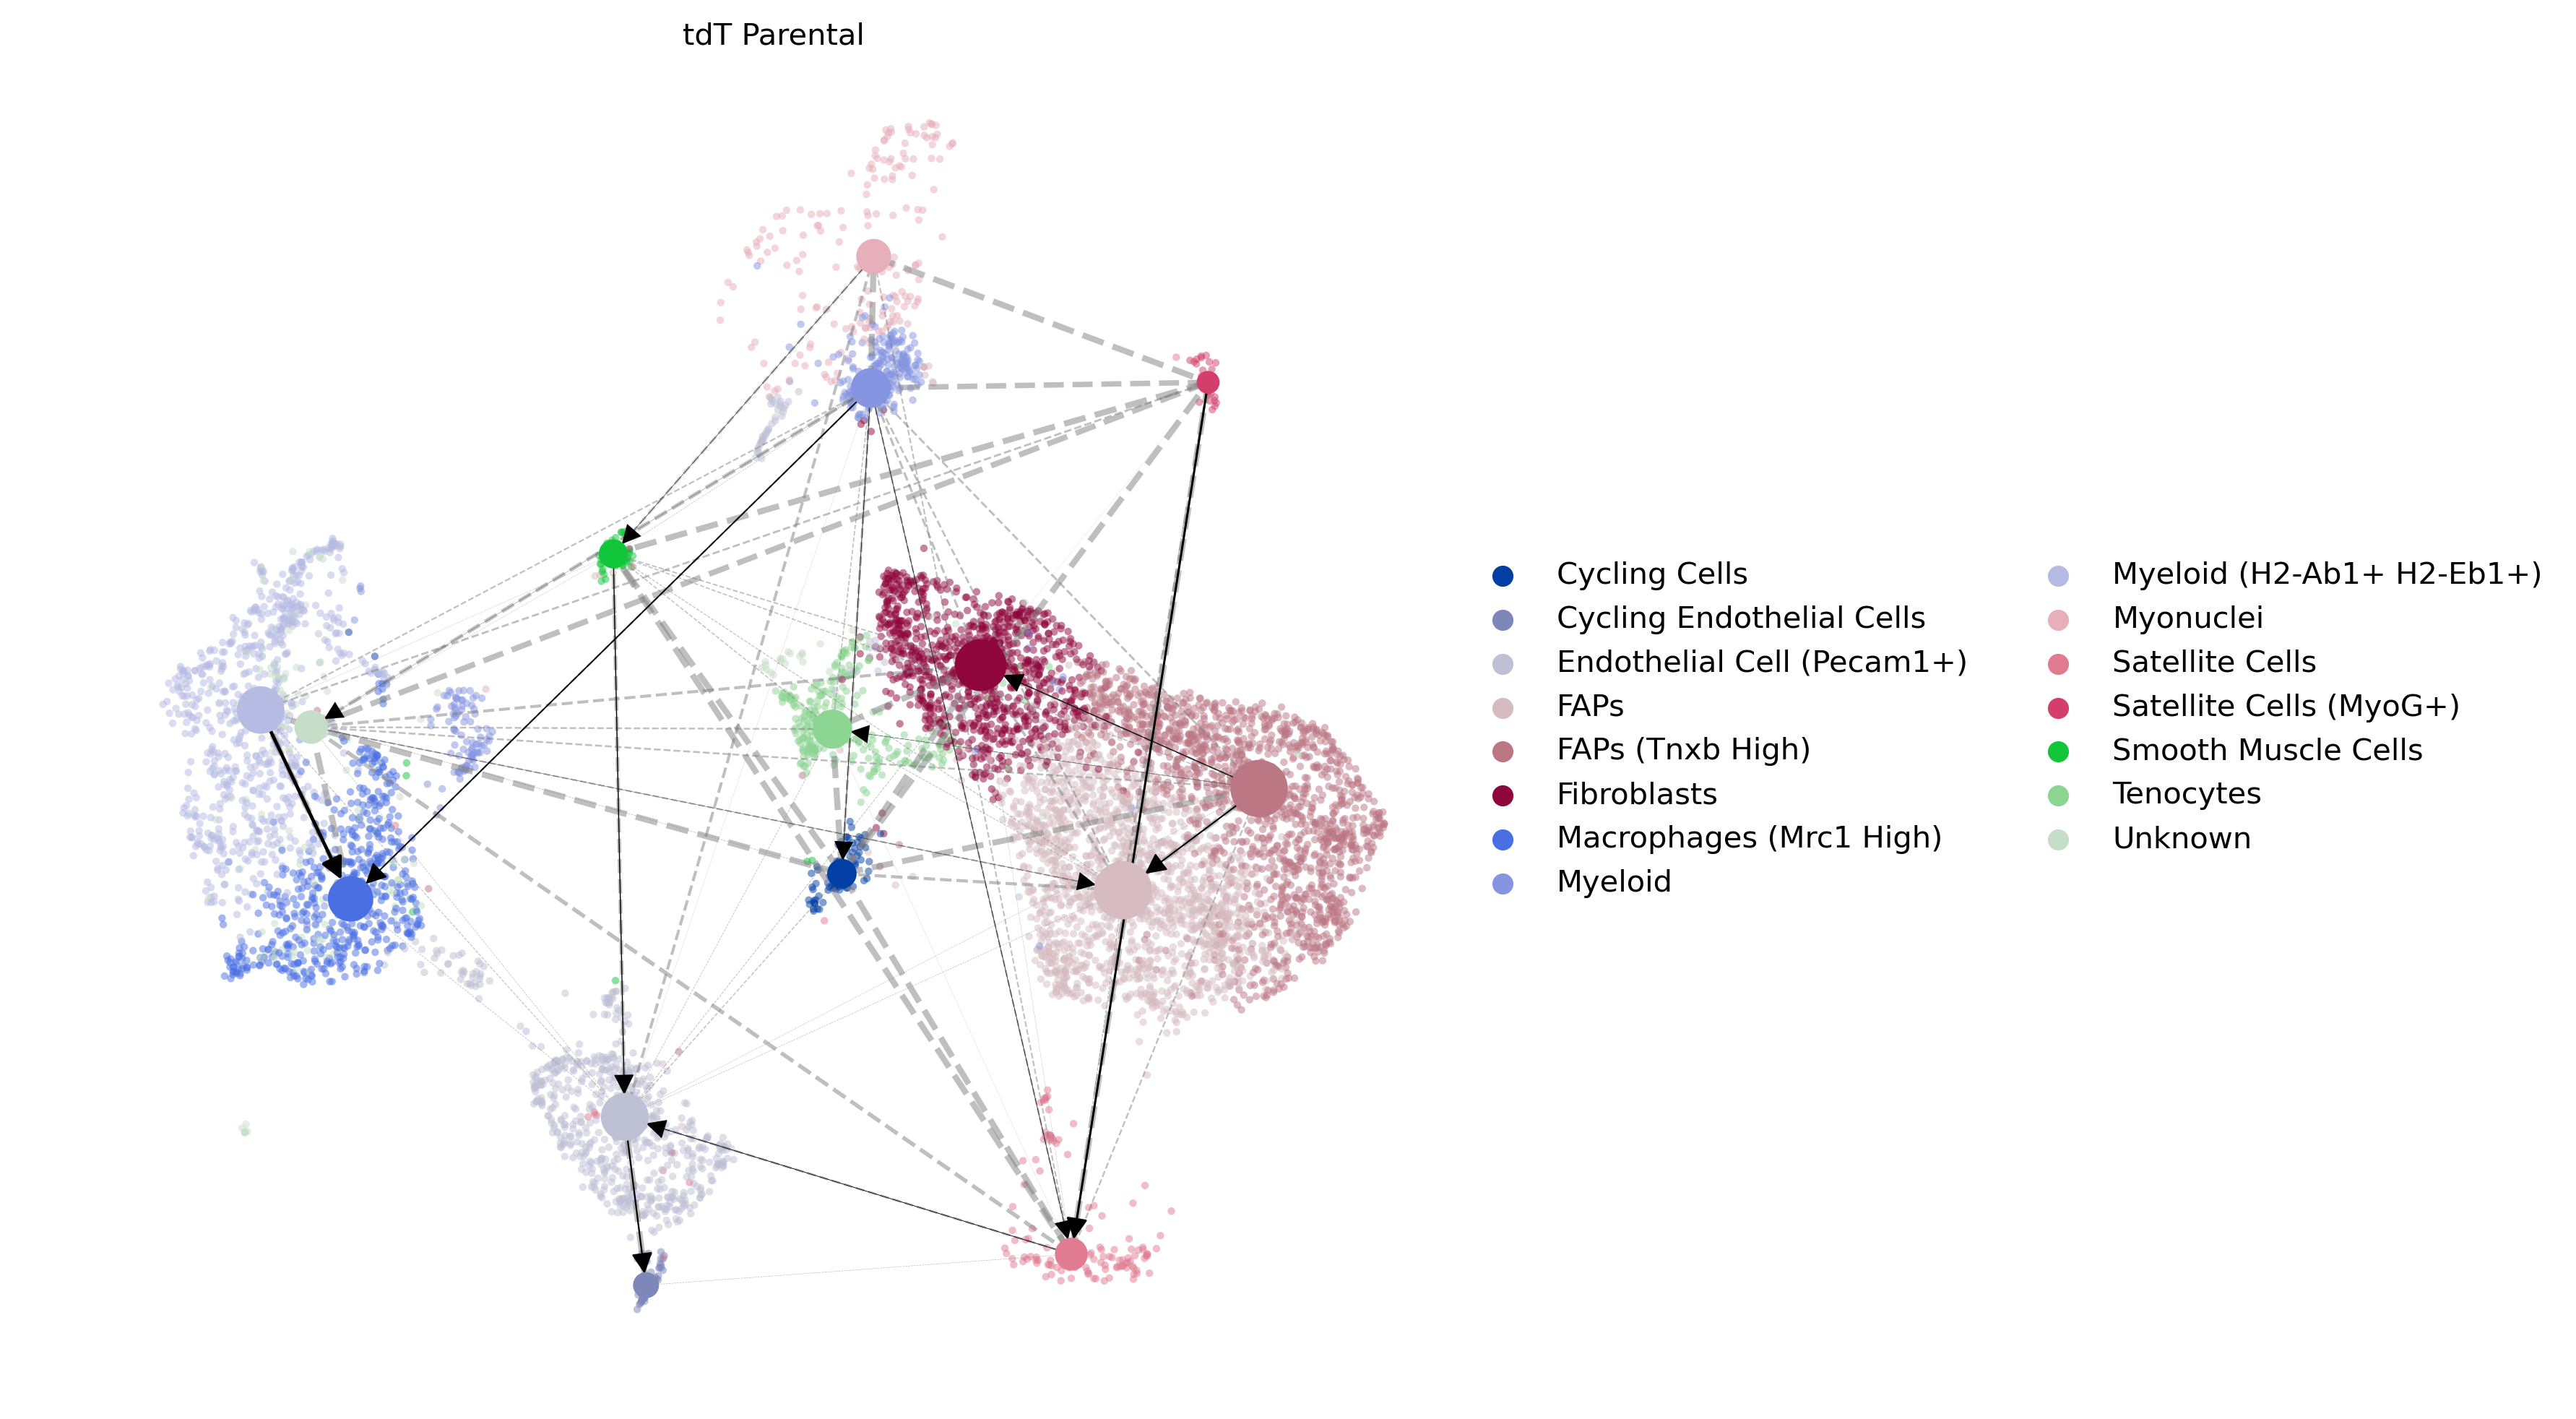 tdT Parental
Cycling Cells
Cycling Endothelial Cells
Endothelial Cell (Pecam1+)
FAPs
FAPs (Tnxb High)
Fibroblasts
Macrophages (Mrc1 High)
Myeloid
Myeloid (H2-Ab1+ H2-Eb1+)
Myonuclei
Satellite Cells
Satellite Cells (MyoG+)
Smooth Muscle Cells
Tenocytes
Unknown